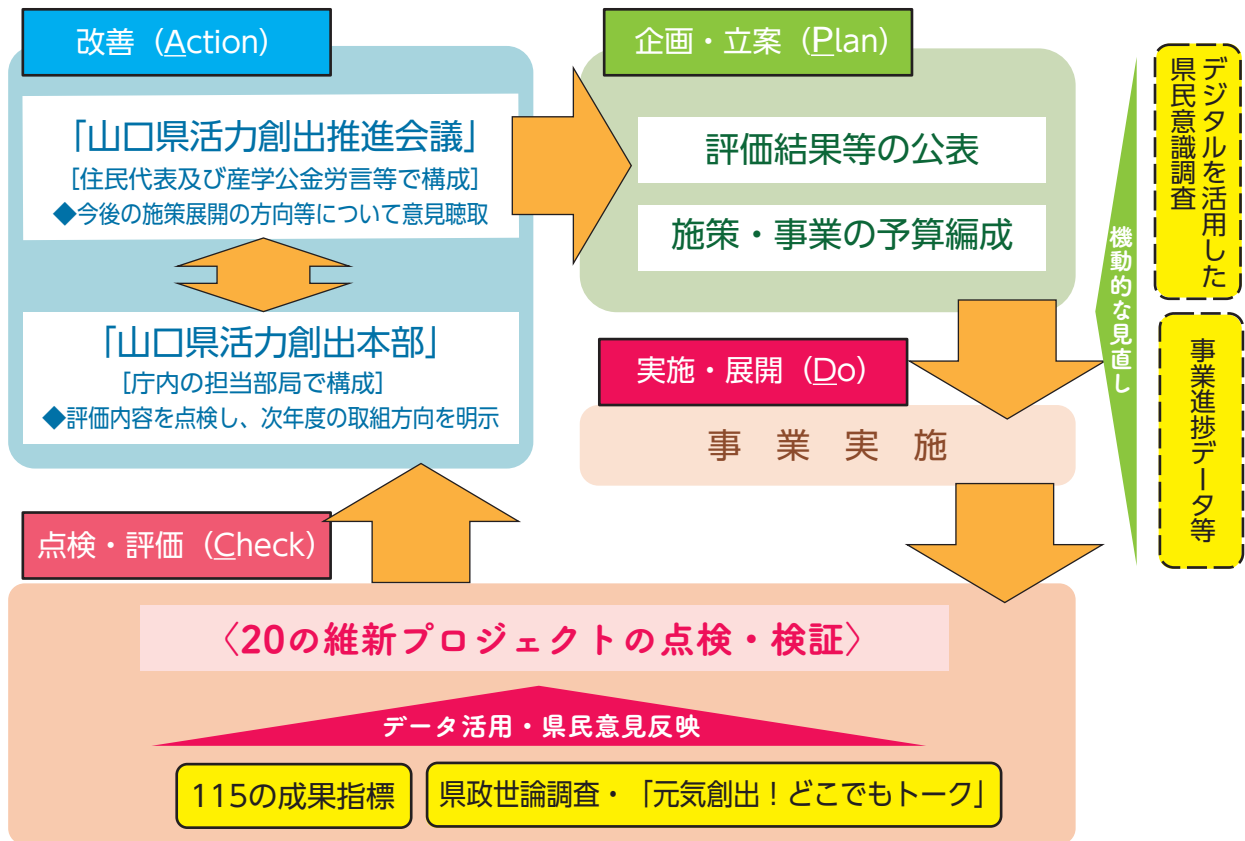 改善（Action）
「山口県活力創出推進会議」
[住民代表及び産学公金労言等で構成]
◆今後の施策展開の方向等について意見聴取
「山口県活力創出本部」
[庁内の担当部局で構成]
◆評価内容を点検し、次年度の取組方向を明示
企画・立案（Plan）
評価結果等の公表
施策・事業の予算編成
実施・展開（Do）
事業実施
機動的な見直し
デジタルを活用した
県民意識調査
事業進捗データ等
点検・評価（Check）
〈20の維新プロジェクトの点検・検証〉
データ活用・県民意見反映
115の成果指標
県政世論調査・「元気創出！どこでもトーク」